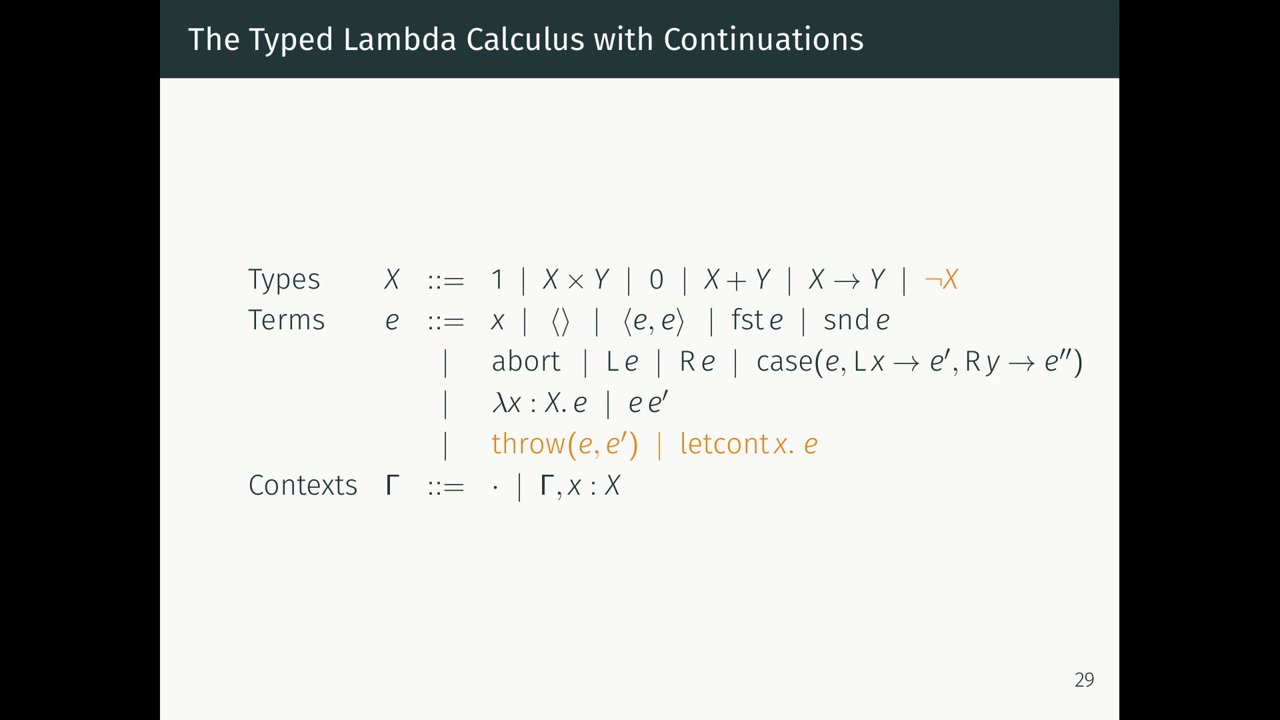 The Typed Lambda Calculus with Continuations
Types X ::= 1 | X × Y | 0 | X + Y | X → Y | ¬X
Terms e ::= x | ⟨⟩ | ⟨e, e⟩ | fst e | snd e
| abort | L e | R e | case(e, L x → e′, R y → e″)
| λx : X. e | e e′
| throw(e, e′) | letcont x. e
Contexts Γ ::= · | Γ, x : X
29